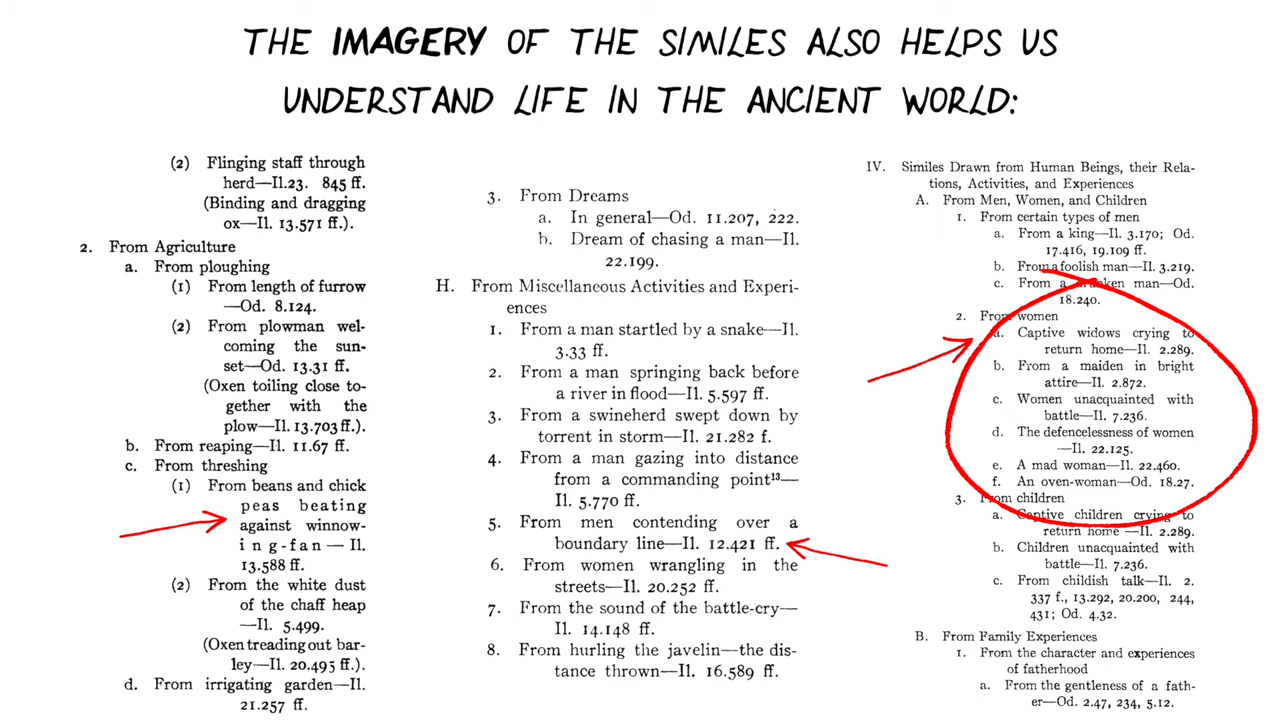 THE IMAGERY OF THE SIMILES ALSO HELPS US
UNDERSTAND LIFE IN THE ANCIENT WORLD:
(2) Flinging staff through
herd—Il.23. 845 ff.
(Binding and dragging
ox—Il. 13.571 ff.).
2. From Agriculture
a. From ploughing
(1) From length of furrow
—Od. 8.124.
(2) From plowman wel-
coming the sun-
set—Od. 13.31 ff.
(Oxen toiling close to-
gether with the
plow—Il. 13.703 ff.).
b. From reaping—Il. 11.67 ff.
c. From threshing
(1) From beans and chick
peas beating
against winnow-
ing-fan — Il.
13.588 ff.
(2) From the white dust
of the chaff heap
—Il. 5.499.
(Oxen treading out bar-
ley—Il. 20.495 ff.).
d. From irrigating garden—Il.
21.257 ff.
3. From Dreams
a. In general—Od. 11.207, 222.
b. Dream of chasing a man—Il.
22.199.
H. From Miscellaneous Activities and Experi-
ences
1. From a man startled by a snake—Il.
3.33 ff.
2. From a man springing back before
a river in flood—Il. 5.597 ff.
3. From a swineherd swept down by
torrent in storm—Il. 21.282 f.
4. From a man gazing into distance
from a commanding point¹³—
Il. 5.770 ff.
5. From men contending over a
boundary line—Il. 12.421 ff.
6. From women wrangling in the
streets—Il. 20.252 ff.
7. From the sound of the battle-cry—
Il. 14.148 ff.
8. From hurling the javelin—the dis-
tance thrown—Il. 16.589 ff.
IV. Similes Drawn from Human Beings, their Rela-
tions, Activities, and Experiences
A. From Men, Women, and Children
1. From certain types of men
a. From a king—Il. 3.170; Od.
17.416, 19.109 ff.
b. From a foolish man—Il. 3.219.
c. From a drunken man—Od.
18.240.
2. From women
a. Captive widows crying to
return home—Il. 2.289.
b. From a maiden in bright
attire—Il. 2.872.
c. Women unacquainted with
battle—Il. 7.236.
d. The defencelessness of women
—Il. 22.125.
e. A mad woman—Il. 22.460.
f. An oven-woman—Od. 18.27.
3. From children
a. Captive children crying to
return home —Il. 2.289.
b. Children unacquainted with
battle—Il. 7.236.
c. From childish talk—Il. 2.
337 f., 13.292, 20.200, 244,
431; Od. 4.32.
B. From Family Experiences
1. From the character and experiences
of fatherhood
a. From the gentleness of a fath-
er—Od. 2.47, 234, 5.12.